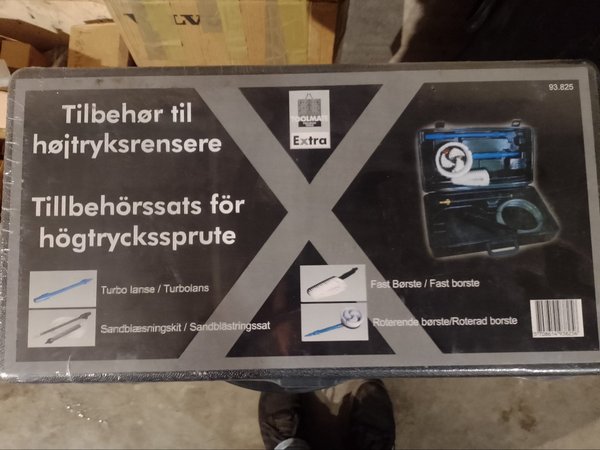 93.825
Tilbehør til
højtryksrensere
TOOLMATE
Extra
Tillbehörssats för
högtryckssprute
Turbo lanse / Turbolans
Fast Børste / Fast borste
Sandblæsningskit / Sandblästringssat
Roterende børste/Roterad borste